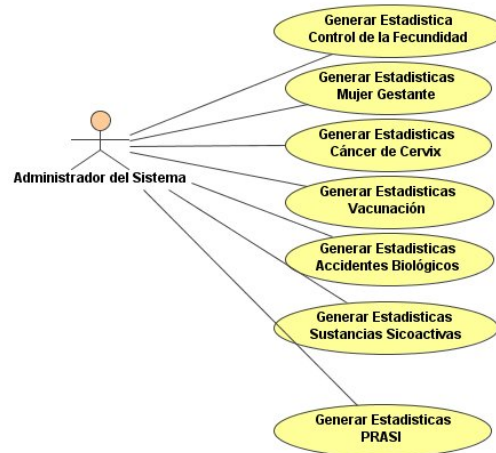 Generar Estadistica
Control de la Fecundidad
Generar Estadisticas
Mujer Gestante
Generar Estadisticas
Cáncer de Cervix
Administrador del Sistema
Generar Estadisticas
Vacunación
Generar Estadisticas
Accidentes Biológicos
Generar Estadisticas
Sustancias Sicoactivas
Generar Estadisticas
PRASI